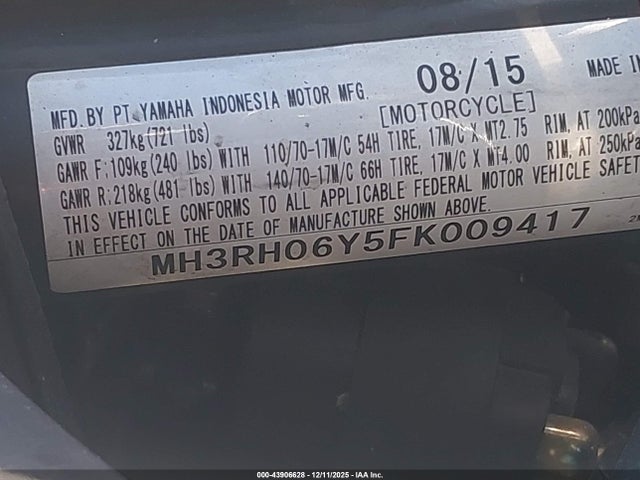 MFD. BY PT. YAMAHA INDONESIA MOTOR MFG. 08/15 MADE IN
GVWR 327kg(721 lbs) [MOTORCYCLE]
GAWR F:109kg(240 lbs) WITH 110/70-17M/C 54H TIRE, 17M/C X MT2.75 RIM, AT 200kPa
GAWR R:218kg(481 lbs) WITH 140/70-17M/C 66H TIRE, 17M/C X MT4.00 RIM, AT 250kPa
THIS VEHICLE CONFORMS TO ALL APPLICABLE FEDERAL MOTOR VEHICLE SAFETY
IN EFFECT ON THE DATE OF MANUFACTURE SHOWN ABOVE.
MH3RH06Y5FK009417
000-43906628 - 12/11/2025 - IAA Inc.